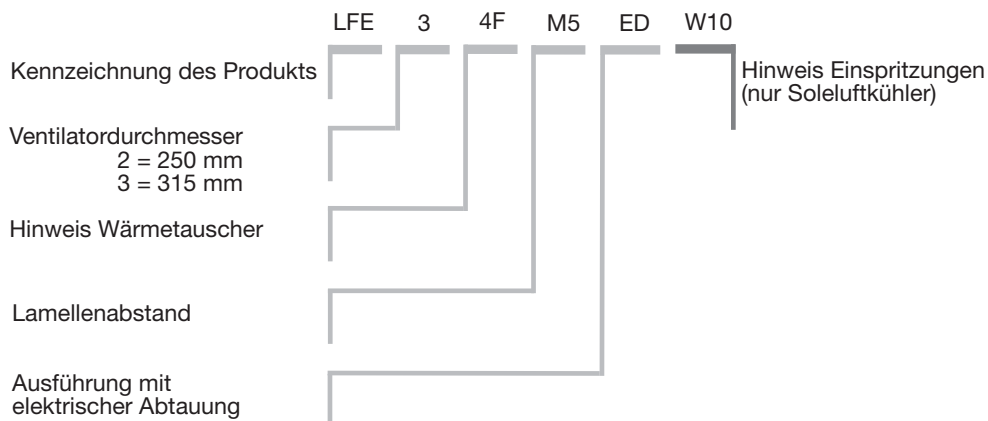 LFE 3 4F M5 ED W10
Kennzeichnung des Produkts
Hinweis Einspritzungen
(nur Soleluftkühler)
Ventilatordurchmesser
2 = 250 mm
3 = 315 mm
Hinweis Wärmetauscher
Lamellenabstand
Ausführung mit
elektrischer Abtauung